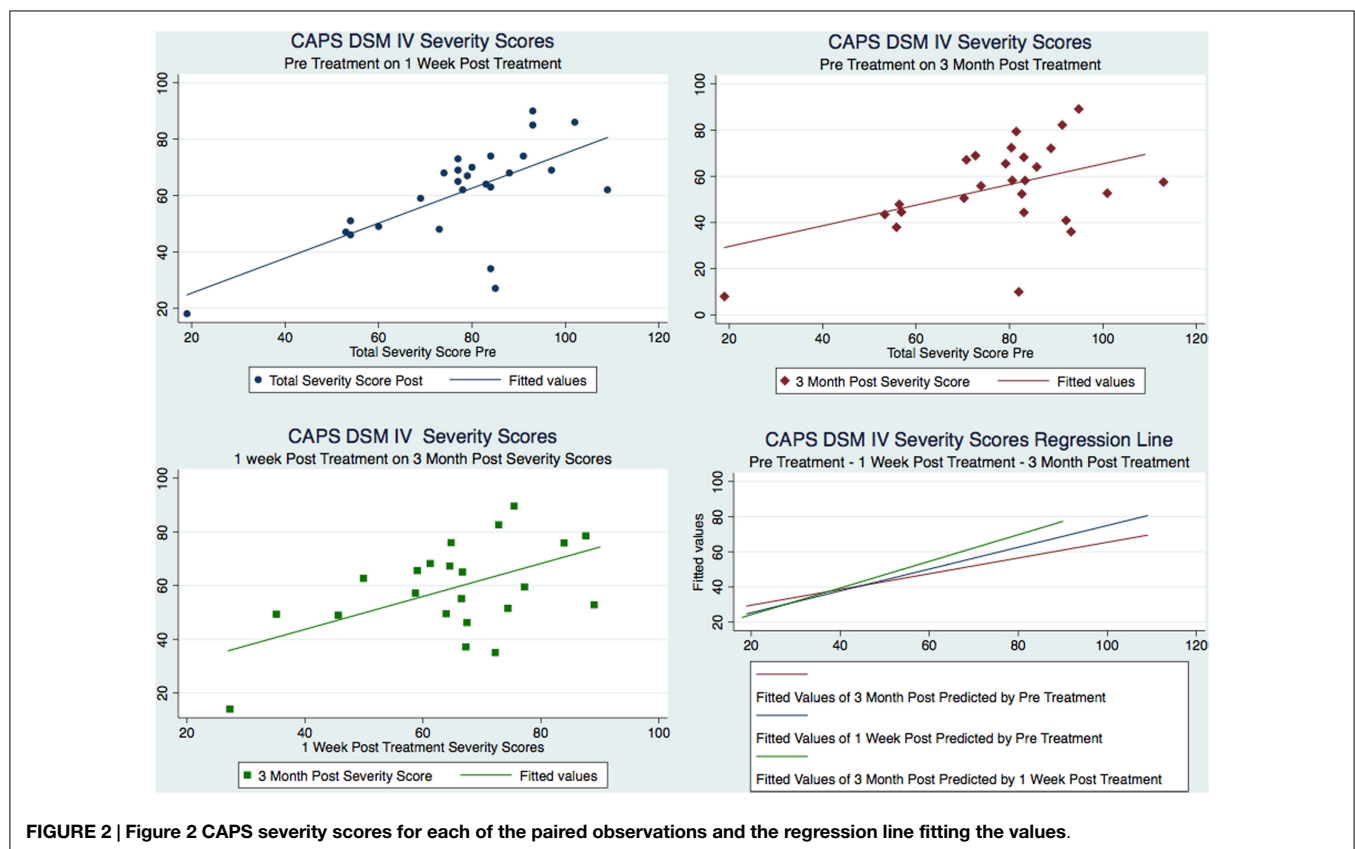 CAPS DSM IV Severity Scores
Pre Treatment on 1 Week Post Treatment
100
80
60
40
20
20 40 60 80 100 120
Total Severity Score Pre
Total Severity Score Post Fitted values
CAPS DSM IV Severity Scores
Pre Treatment on 3 Month Post Treatment
100
80
60
40
20
0
20 40 60 80 100 120
Total Severity Score Pre
3 Month Post Severity Score Fitted values
CAPS DSM IV Severity Scores
1 week Post Treatment on 3 Month Post Severity Scores
100
80
60
40
20
20 40 60 80 100
1 Week Post Treatment Severity Scores
3 Month Post Severity Score Fitted values
CAPS DSM IV Severity Scores Regression Line
Pre Treatment - 1 Week Post Treatment - 3 Month Post Treatment
Fitted values
100
80
60
40
20
20 40 60 80 100 120
Fitted Values of 3 Month Post Predicted by Pre Treatment
Fitted Values of 1 Week Post Predicted by Pre Treatment
Fitted Values of 3 Month Post Predicted by 1 Week Post Treatment
FIGURE 2 | Figure 2 CAPS severity scores for each of the paired observations and the regression line fitting the values.